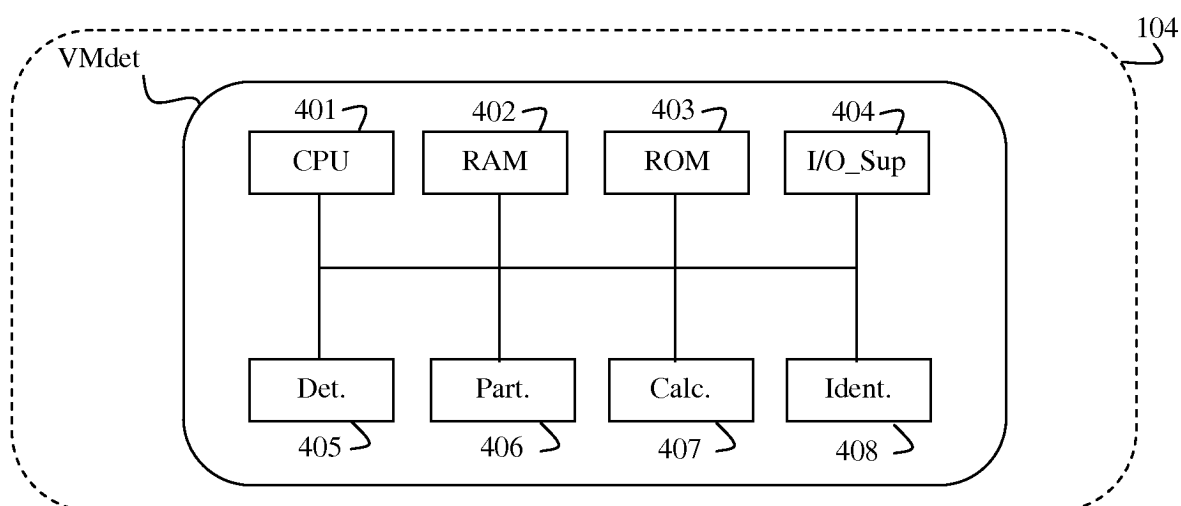 104
VMdet
401 402 403 404
CPU RAM ROM I/O_Sup
Det. Part. Calc. Ident.
405 406 407 408